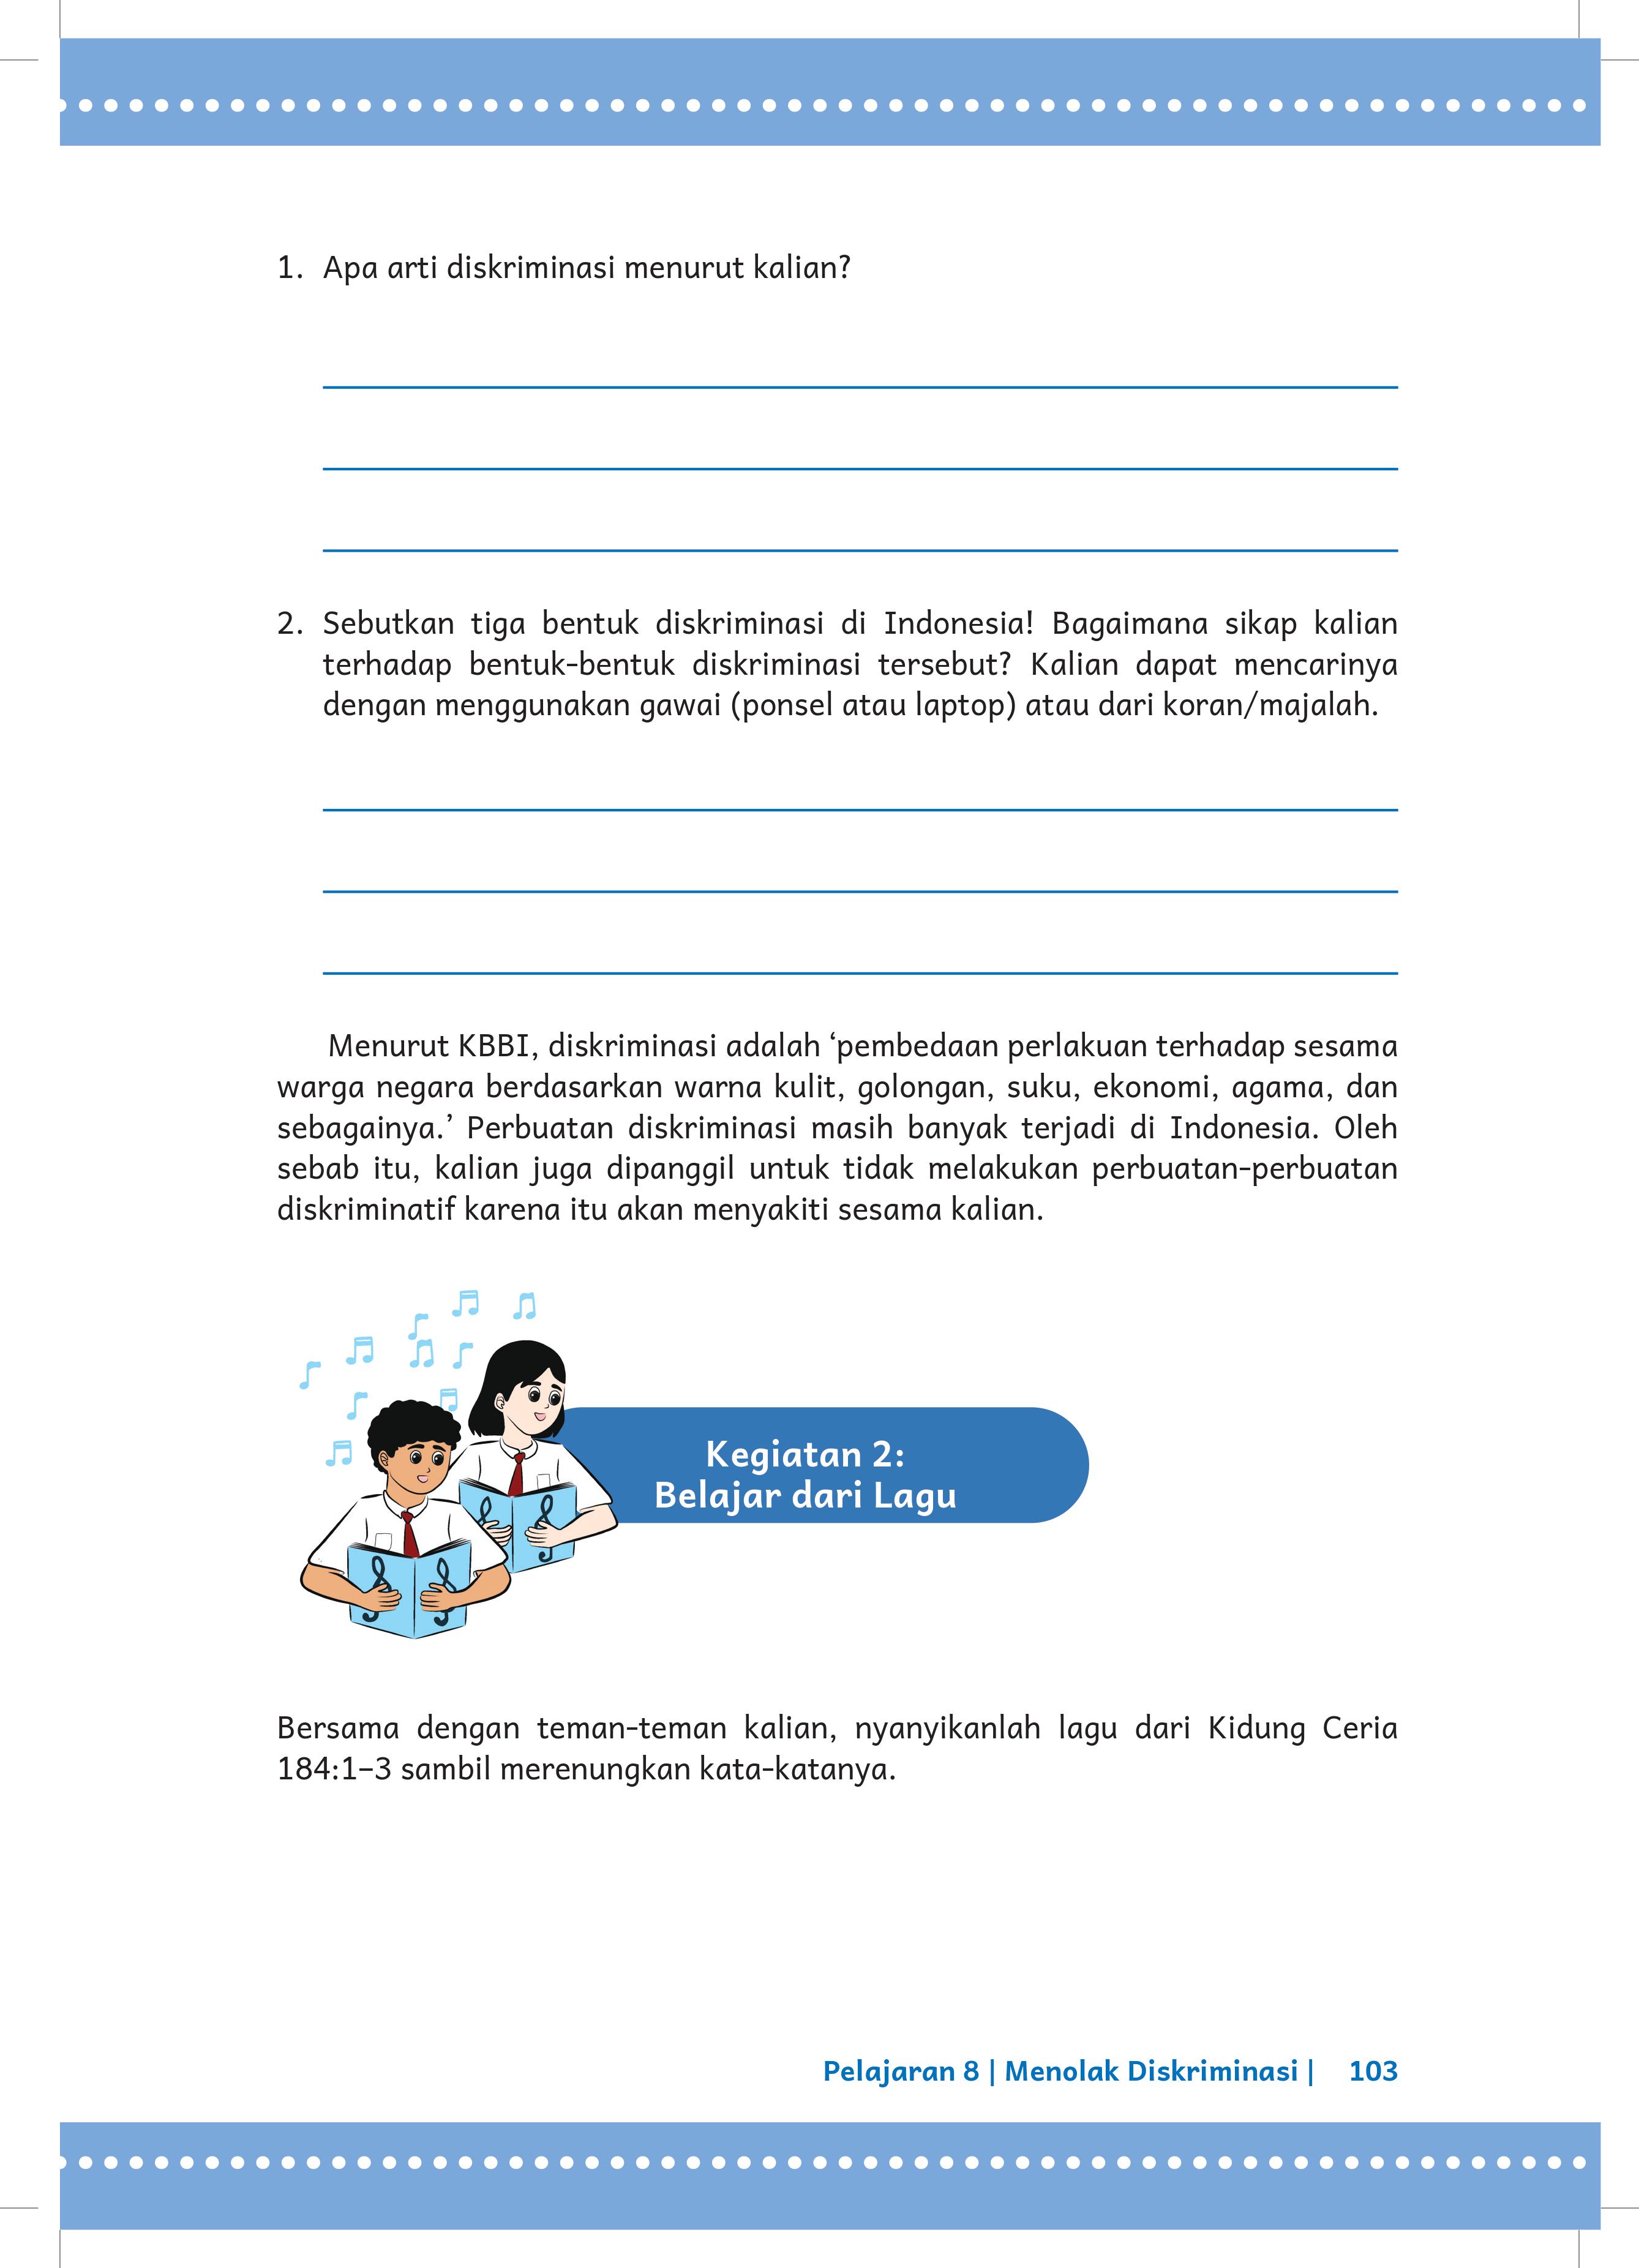 1. Apa arti diskriminasi menurut kalian?
2. Sebutkan tiga bentuk diskriminasi di Indonesia! Bagaimana sikap kalian
terhadap bentuk-bentuk diskriminasi tersebut? Kalian dapat mencarinya
dengan menggunakan gawai (ponsel atau laptop) atau dari koran/majalah.
Menurut KBBI, diskriminasi adalah ‘pembedaan perlakuan terhadap sesama
warga negara berdasarkan warna kulit, golongan, suku, ekonomi, agama, dan
sebagainya.’ Perbuatan diskriminasi masih banyak terjadi di Indonesia. Oleh
sebab itu, kalian juga dipanggil untuk tidak melakukan perbuatan-perbuatan
diskriminatif karena itu akan menyakiti sesama kalian.
Kegiatan 2:
Belajar dari Lagu
Bersama dengan teman-teman kalian, nyanyikanlah lagu dari Kidung Ceria
184:1–3 sambil merenungkan kata-katanya.
Pelajaran 8 | Menolak Diskriminasi | 103